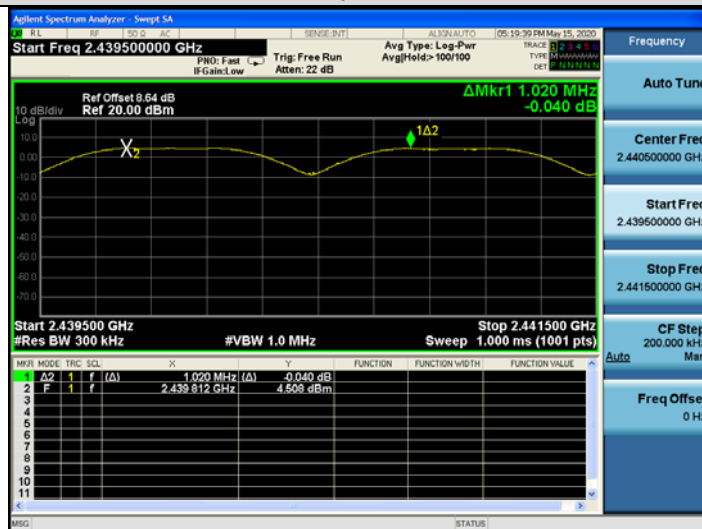 Agilent Spectrum Analyzer - Swept SA
RL RF 50 Ω AC SENSE:INT ALIGNAUTO 05:19:39 PM May 15, 2020
Start Freq 2.439500000 GHz
PNO: Fast
IFGain:Low
Trig: Free Run
Atten: 22 dB
Avg Type: Log-Pwr
Avg|Hold:>100/100
TRACE 1 2 3 4 5 6
TYPE M
DET P N N N N N
Ref Offset 8.64 dB
10 dB/div Ref 20.00 dBm
Log
ΔMkr1 1.020 MHz
-0.040 dB
10.0
0.00
-10.0
-20.0
-30.0
-40.0
-50.0
-60.0
-70.0
X2
1Δ2
Start 2.439500 GHz Stop 2.441500 GHz
#Res BW 300 kHz #VBW 1.0 MHz Sweep 1.000 ms (1001 pts)
MKR MODE TRC SCL X Y FUNCTION FUNCTION WIDTH FUNCTION VALUE
1 Δ2 1 f (Δ) 1.020 MHz (Δ) -0.040 dB
2 F 1 f 2.439 812 GHz 4.508 dBm
3
4
5
6
7
8
9
10
11
MSG STATUS
Frequency
Auto Tune
Center Freq
2.440500000 GHz
Start Freq
2.439500000 GHz
Stop Freq
2.441500000 GHz
CF Step
200.000 kHz
Auto Man
Freq Offset
0 Hz